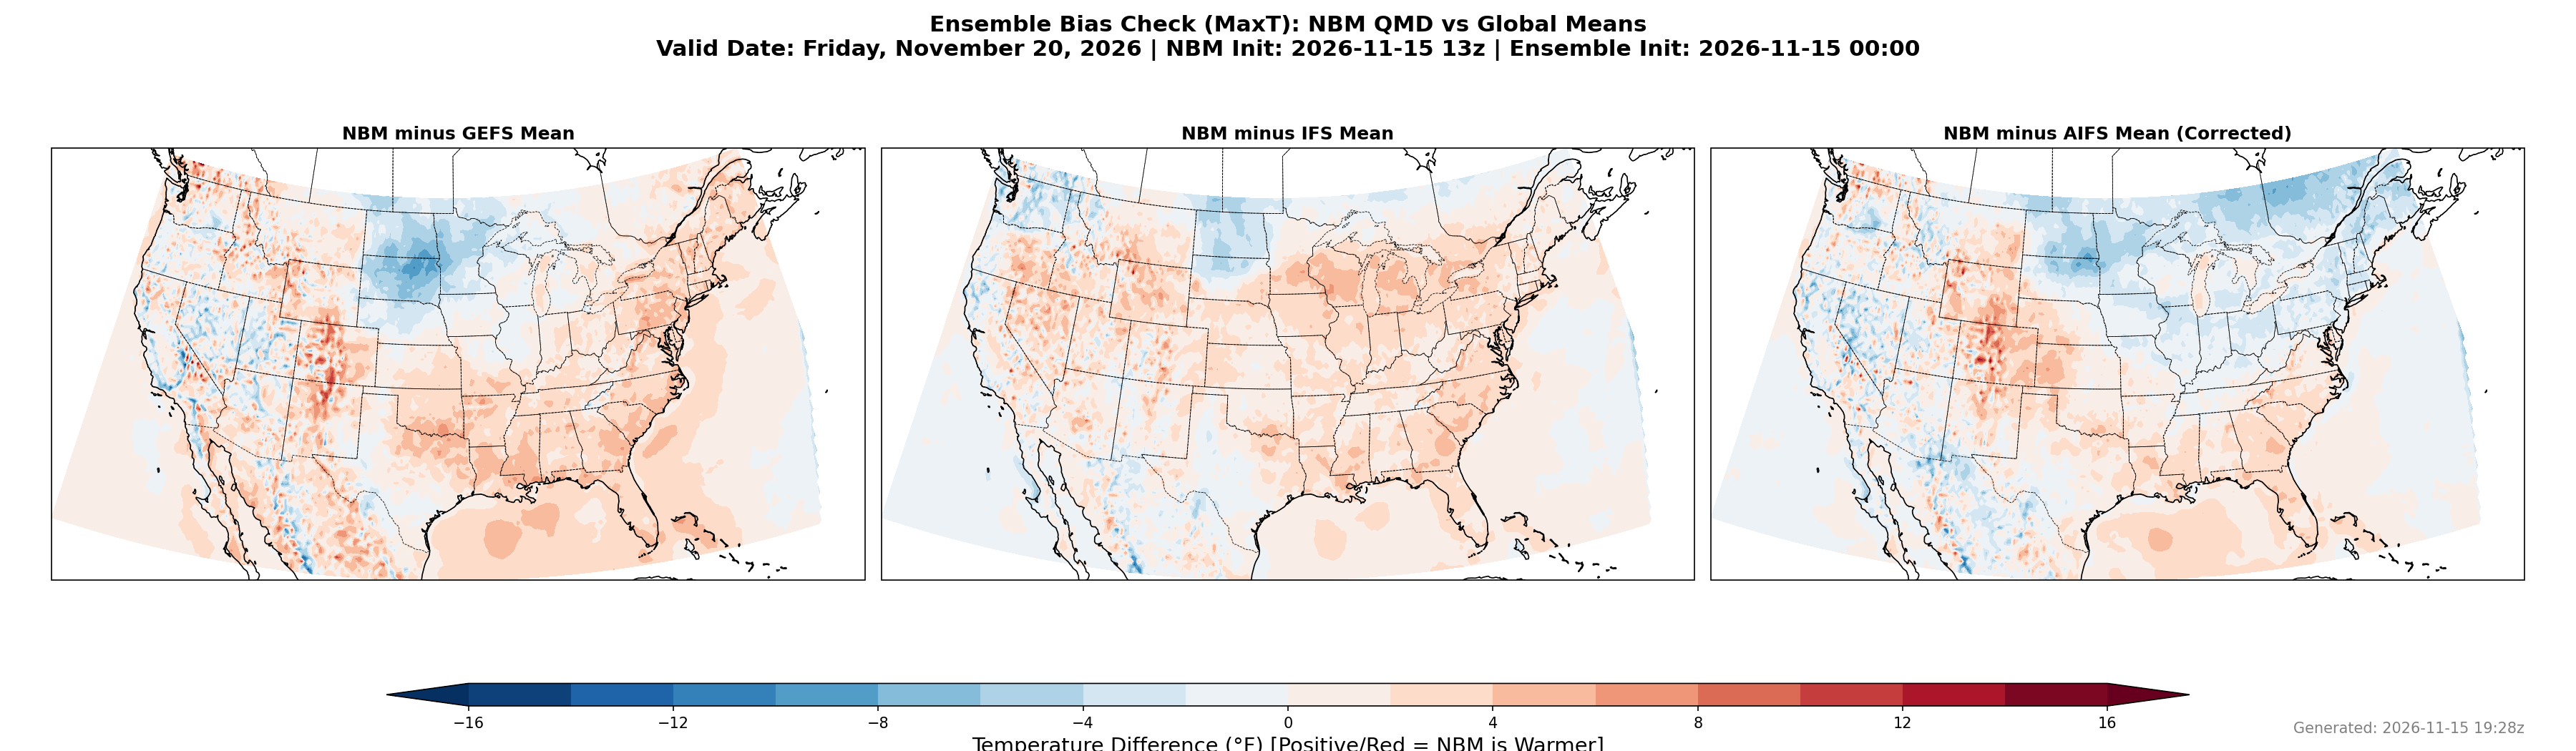 Ensemble Bias Check (MaxT): NBM QMD vs Global Means
Valid Date: Friday, November 20, 2026 | NBM Init: 2026-11-15 13z | Ensemble Init: 2026-11-15 00:00
NBM minus GEFS Mean
NBM minus IFS Mean
NBM minus AIFS Mean (Corrected)
−16 −12 −8 −4 0 4 8 12 16
Temperature Difference (°F) [Positive/Red = NBM is Warmer]
Generated: 2026-11-15 19:28z